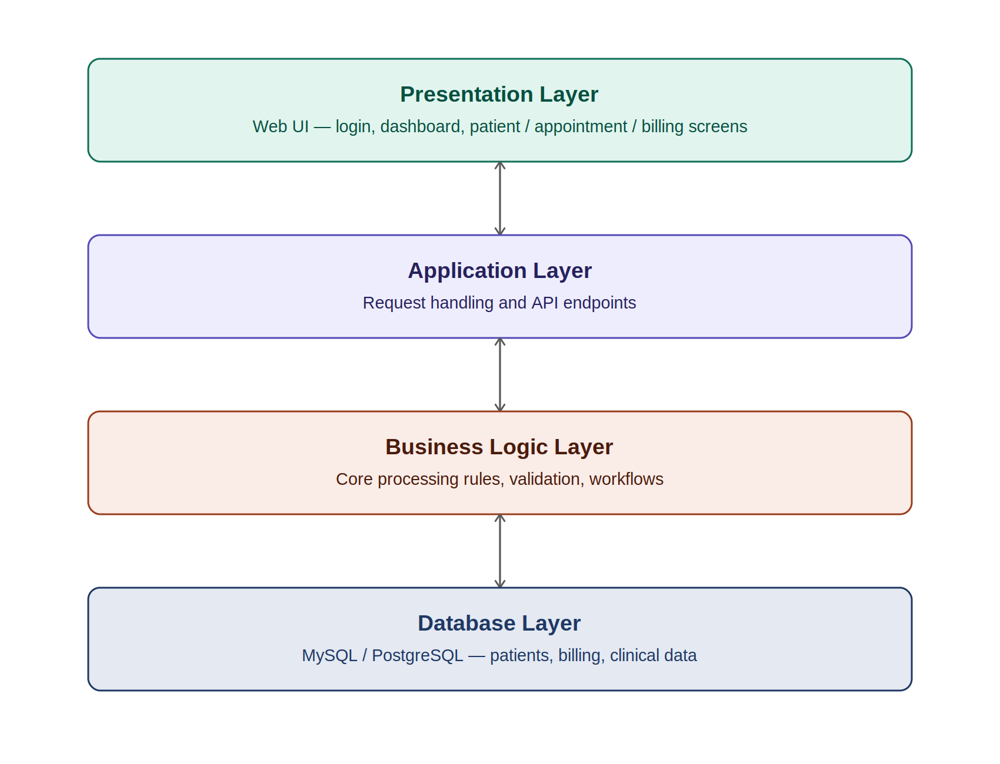 Presentation Layer
Web UI — login, dashboard, patient / appointment / billing screens
Application Layer
Request handling and API endpoints
Business Logic Layer
Core processing rules, validation, workflows
Database Layer
MySQL / PostgreSQL — patients, billing, clinical data